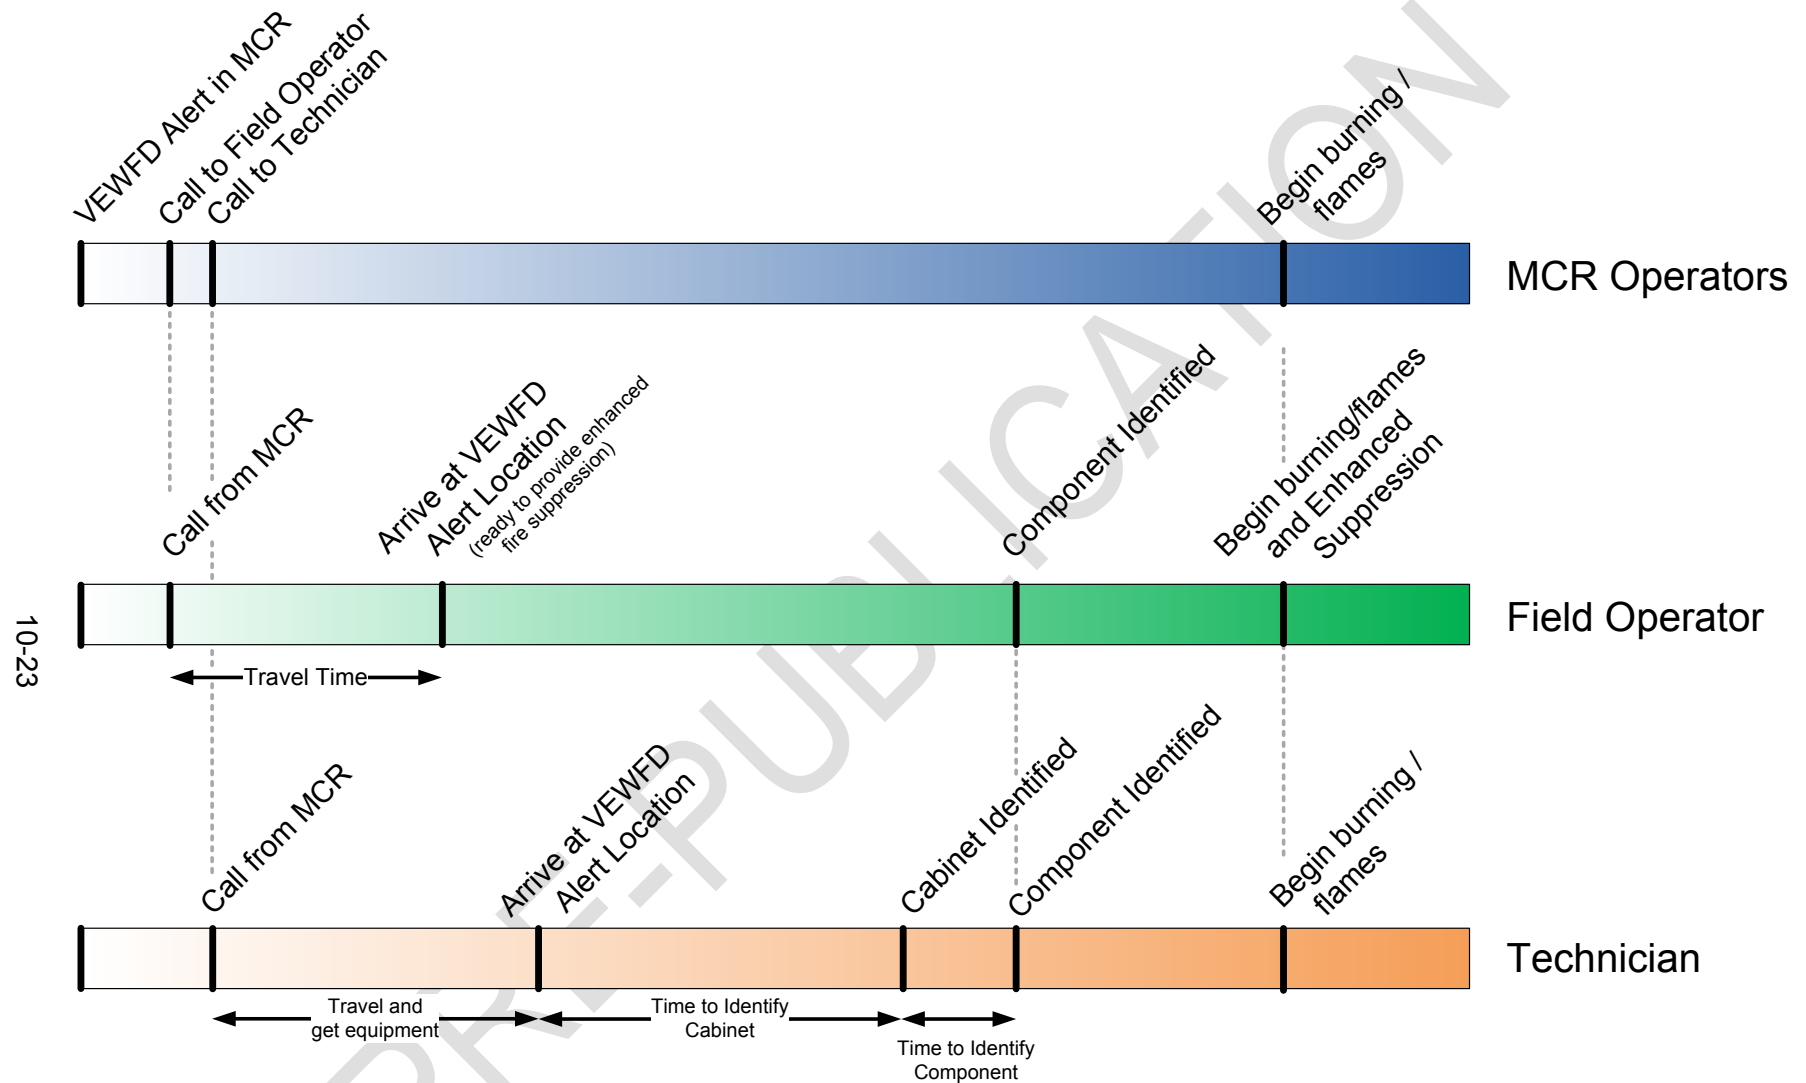 VEWFD Alert in MCR
Call to Field Operator
Call to Technician
Begin burning /
flames
MCR Operators
Call from MCR
Arrive at VEWFD
Alert Location
(ready to provide enhanced
fire suppression)
Component Identified
Begin burning/flames
and Enhanced
Suppression
Field Operator
Travel Time
10-23
Call from MCR
Arrive at VEWFD
Alert Location
Cabinet Identified
Component Identified
Begin burning /
flames
Technician
Travel and
get equipment
Time to Identify
Cabinet
Time to Identify
Component
PRE-PUBLICATION